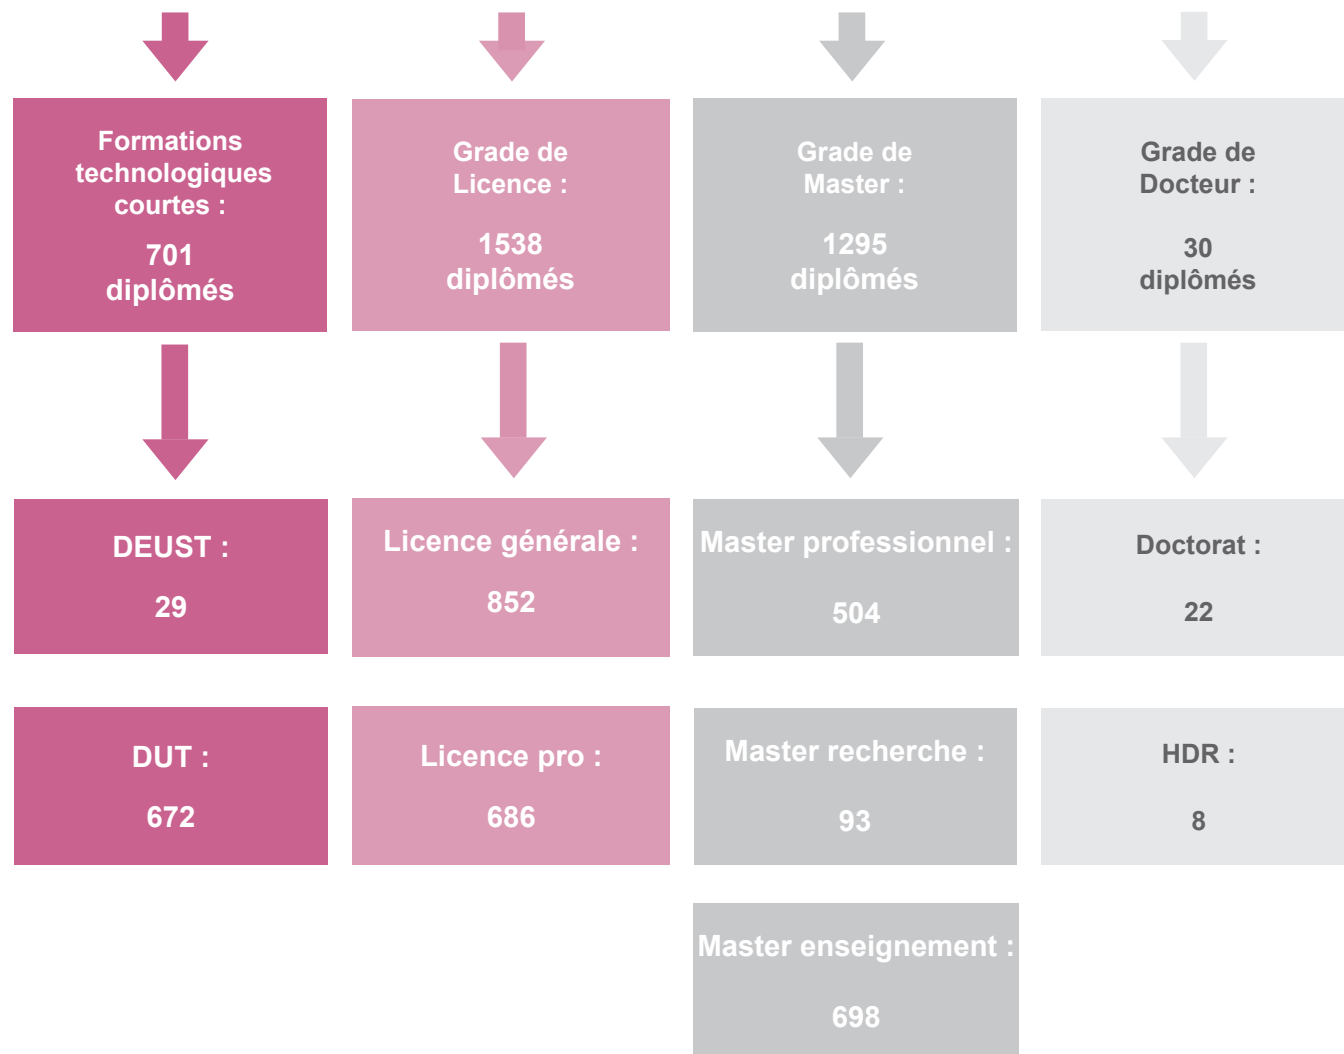 Formations
technologiques
courtes :
701
diplômés
Grade de
Licence :
1538
diplômés
Grade de
Master :
1295
diplômés
Grade de
Docteur :
30
diplômés
DEUST :
29
Licence générale :
852
Master professionnel :
504
Doctorat :
22
DUT :
672
Licence pro :
686
Master recherche :
93
HDR :
8
Master enseignement :
698